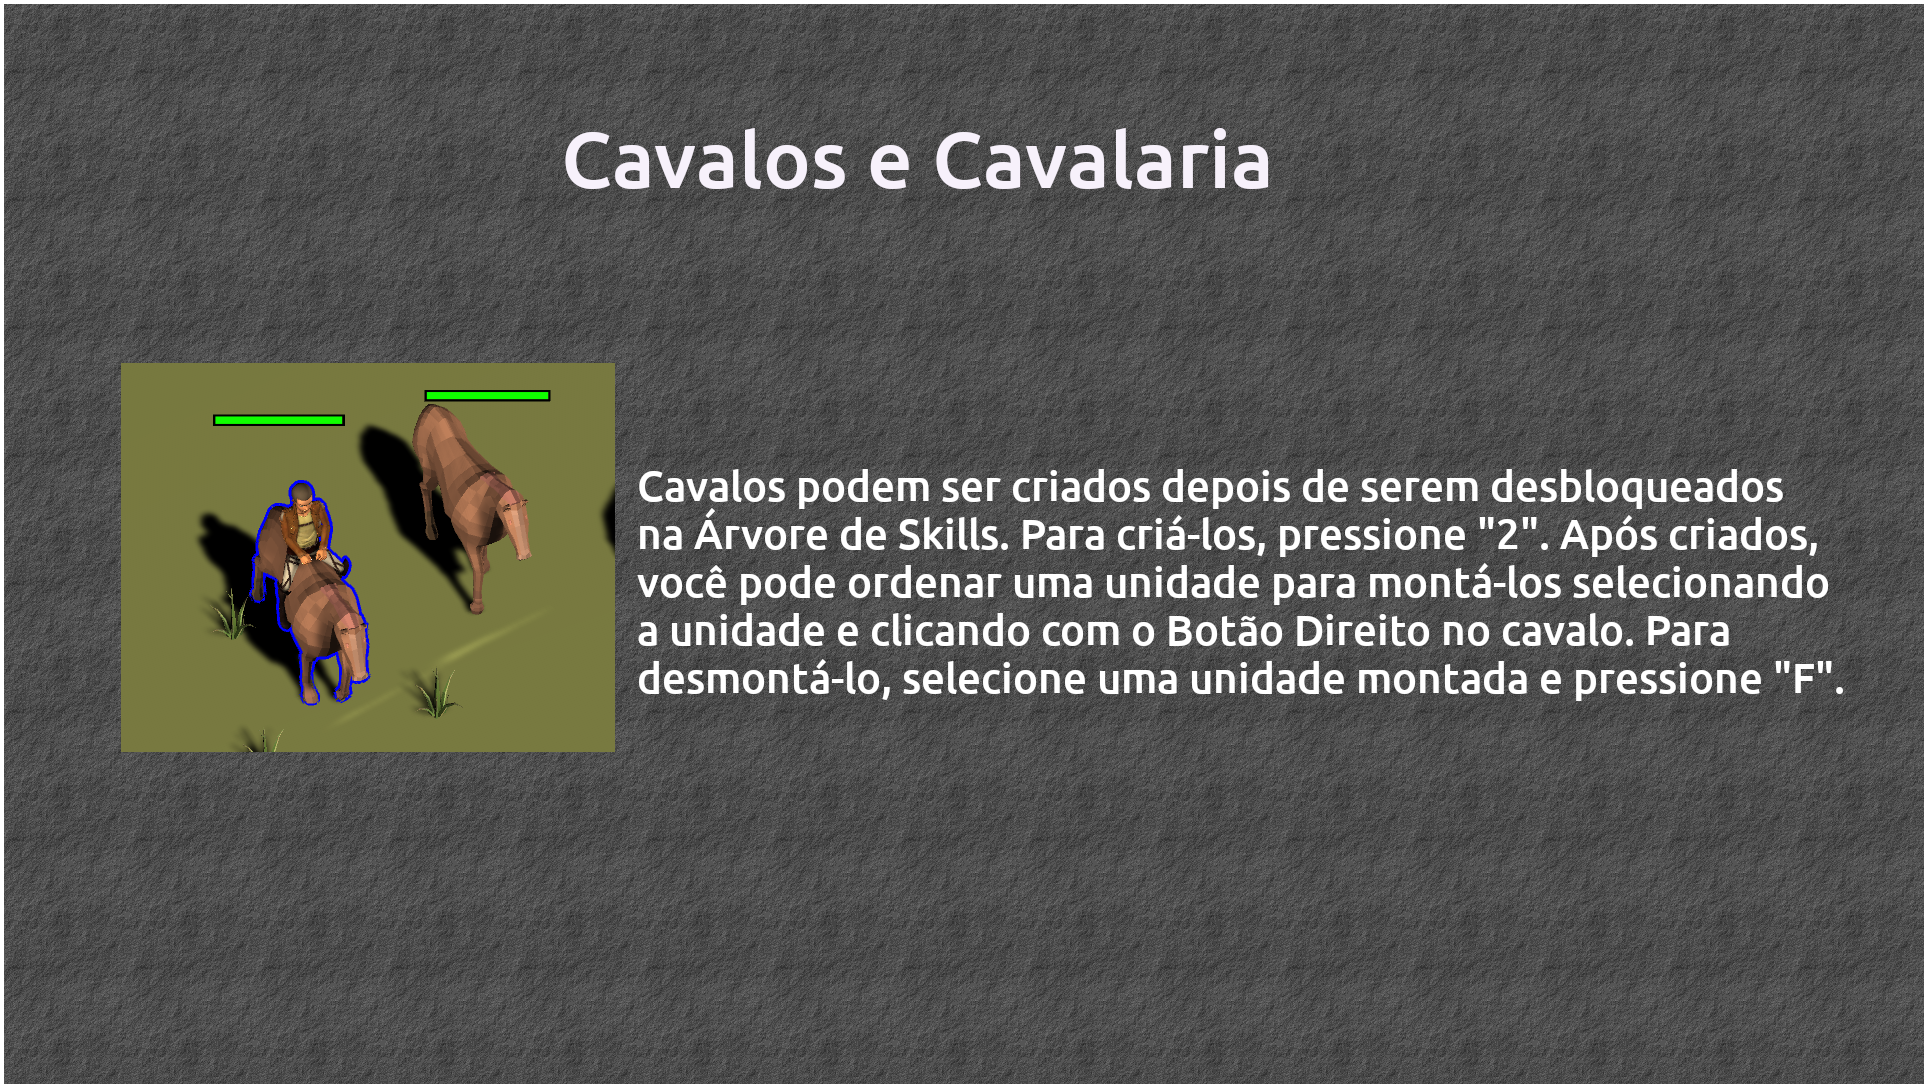 Cavalos e Cavalaria
Cavalos podem ser criados depois de serem desbloqueados
na Árvore de Skills. Para criá-los, pressione "2". Após criados,
você pode ordenar uma unidade para montá-los selecionando
a unidade e clicando com o Botão Direito no cavalo. Para
desmontá-lo, selecione uma unidade montada e pressione "F".